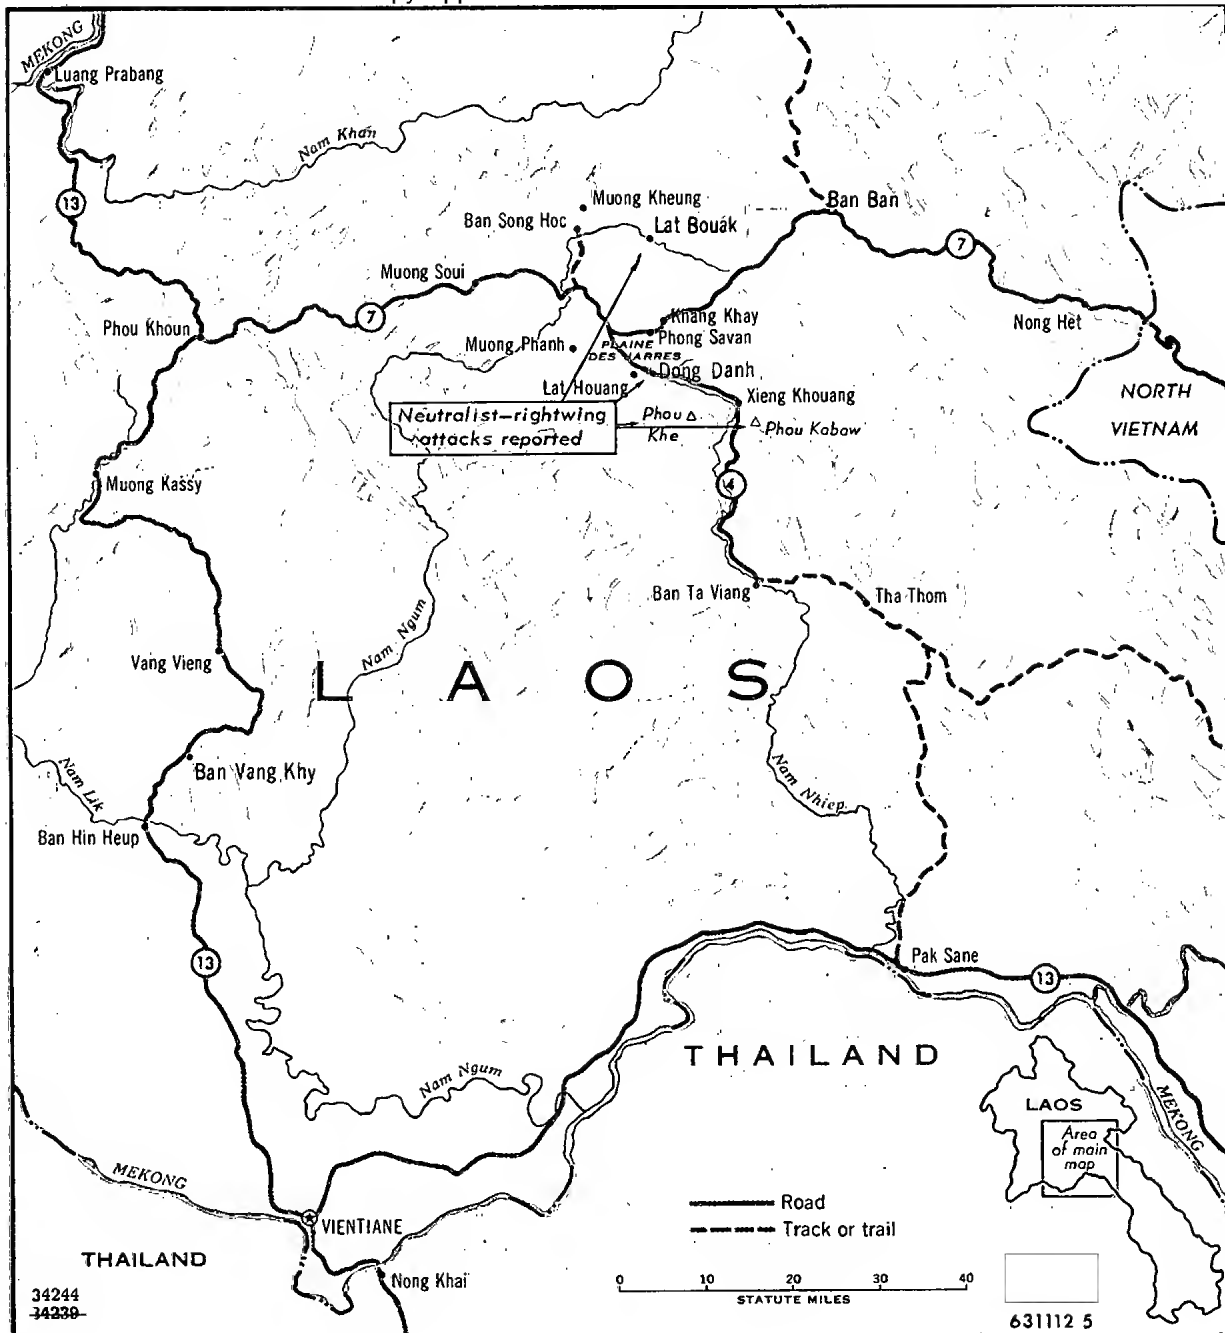 MEKONG
Luang Prabang
Nam Khan
13
Muong Kheung
Ban Song Hoc
Lat Bouak
Ban Ban
7
Muong Soui
7
Phou Khoun
Khang Khay
Phong Savan
Nong Het
Muong Phanh
PLAINE
DES JARRES
Lat Houang
Dong Danh
Xieng Khouang
NORTH
VIETNAM
Neutralist—rightwing
attacks reported
Phou
Khe
Phou Kabaw
Muong Kassy
4
Ban Ta Viang
Tha Thom
Nam Ngum
Vang Vieng
LAOS
Nam Lik
Ban Vang Khy
Nam Nhiep
Ban Hin Heup
13
Pak Sane
13
THAILAND
Nam Ngum
LAOS
Area
of main
map
MEKONG
MEKONG
Road
Track or trail
VIENTIANE
THAILAND
Nong Khai
0 10 20 30 40
STATUTE MILES
34244
34239
631112 5